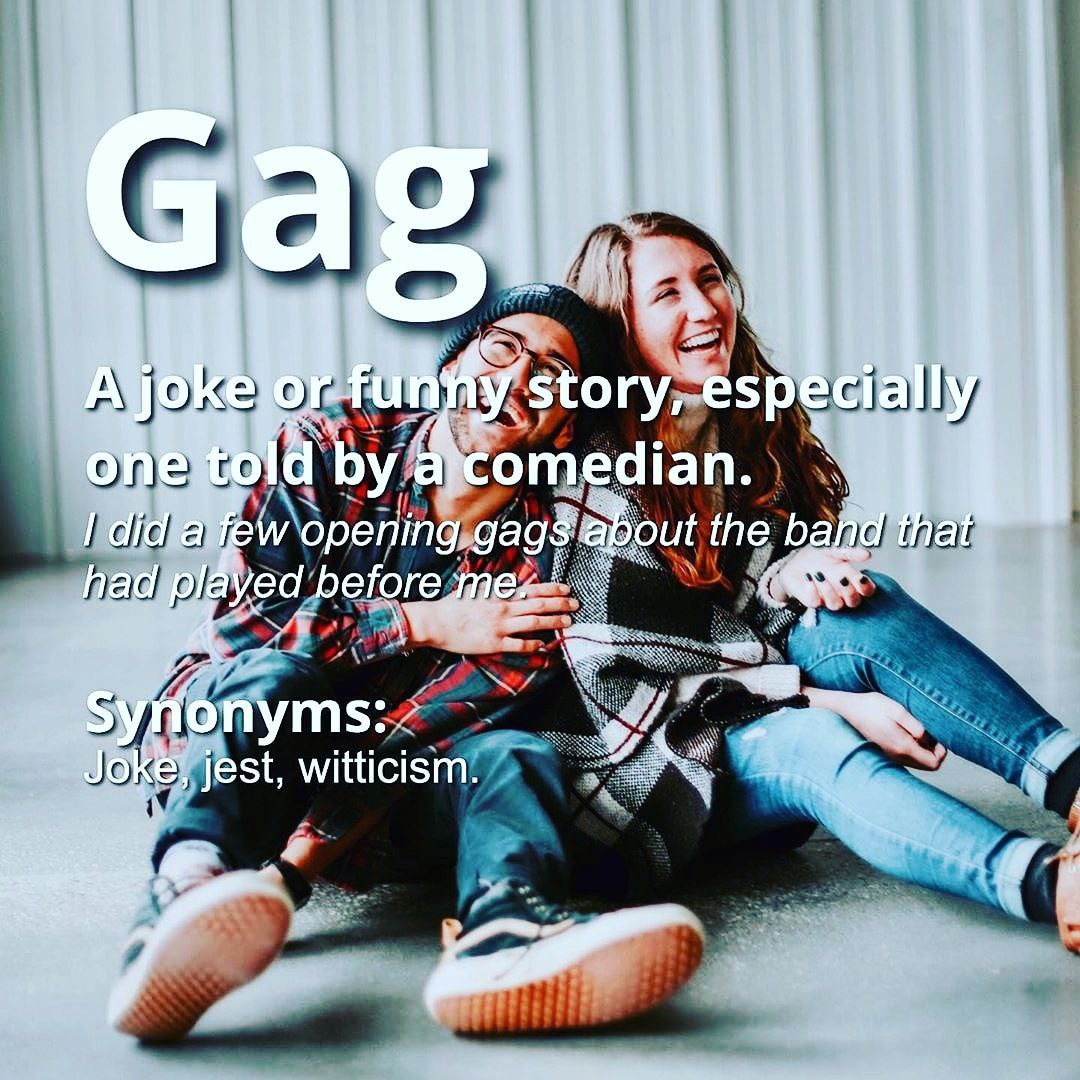 Gag
A joke or funny story, especially
one told by a comedian.
I did a few opening gags about the band that
had played before me.
Synonyms:
Joke, jest, witticism.